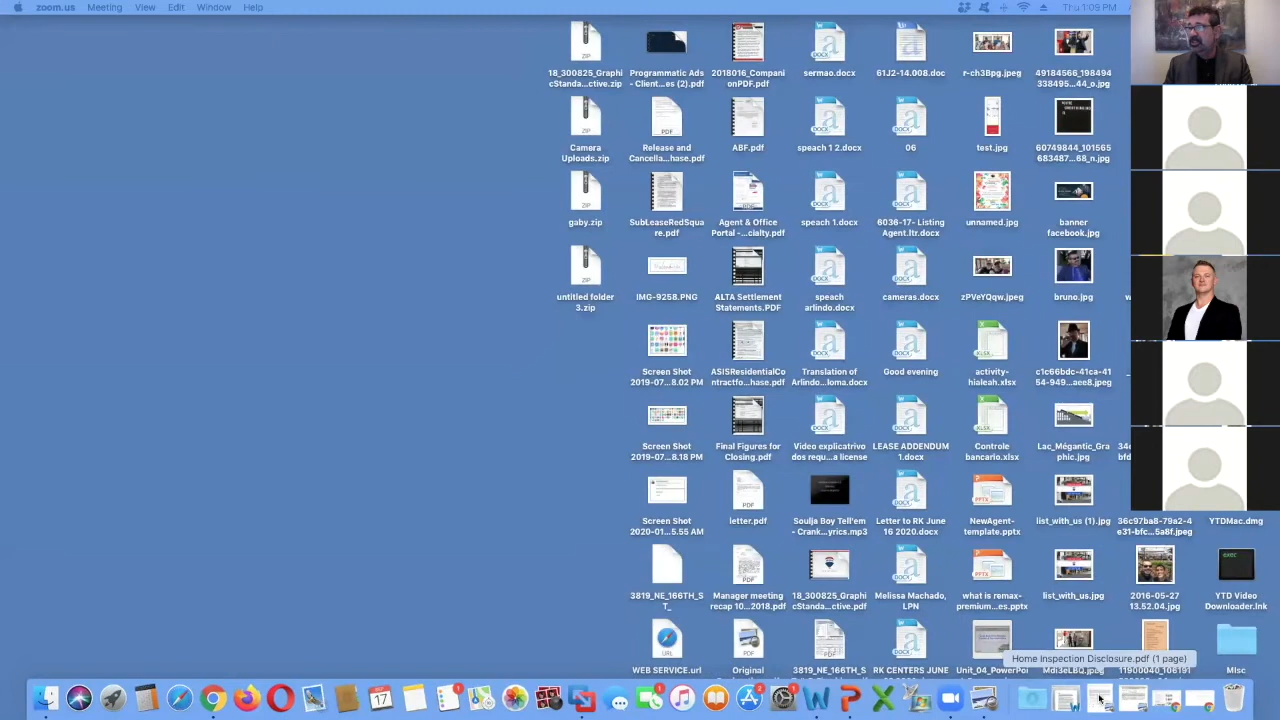 zoom.us Meeting View Edit Window Help
Thu 1:09 PM
18_300825_Graphi
cStanda...ctive.zip
Programmatic Ads
- Client...es (2).pdf
2018016_Compani
onPDF.pdf
sermao.docx
61J2-14.008.doc
r-ch3Bpg.jpeg
49184566_198494
338495...44_o.jpg
Camera
Uploads.zip
Release and
Cancella...hase.pdf
ABF.pdf
speach 1 2.docx
06
test.jpg
60749844_101565
683487...68_n.jpg
gaby.zip
SubLeaseRedSqua
re.pdf
Agent & Office
Portal -...cialty.pdf
speach 1.docx
6036-17- Listing
Agent.ltr.docx
unnamed.jpg
banner
facebook.jpg
untitled folder
3.zip
IMG-9258.PNG
ALTA Settlement
Statements.PDF
speach
arlindo.docx
cameras.docx
zPVeYQqw.jpeg
bruno.jpg
Screen Shot
2019-07...8.02 PM
ASISResidentialCo
ntractfo...hase.pdf
Translation of
Arlindo...loma.docx
Good evening
activity-
hialeah.xlsx
c1c66bdc-41ca-41
54-949...aee8.jpeg
Screen Shot
2019-07...8.18 PM
Final Figures for
Closing.pdf
Video explicatrivo
dos requ...a license
LEASE ADDENDUM
1.docx
Controle
bancario.xlsx
Lac_Mégantic_Gra
phic.jpg
Screen Shot
2020-01...5.55 AM
letter.pdf
Soulja Boy Tell'em
- Crank...yrics.mp3
Letter to RK June
16 2020.docx
NewAgent-
template.pptx
list_with_us (1).jpg
36c97ba8-79a2-4
e31-bfc...5a8f.jpeg
YTDMac.dmg
3819_NE_166TH_S
T_
Manager meeting
recap 10...2018.pdf
18_300825_Graphi
cStanda...ctive.pdf
Melissa Machado,
LPN
what is remax-
premium...es.pptx
list_with_us.jpg
2016-05-27
13.52.04.jpg
YTD Video
Downloader.lnk
WEB SERVICE.url
Original
3819_NE_166TH_S
RK CENTERS JUNE
Unit_04_PowerPoi
MdI3eLBQ.jpeg
Misc
Home Inspection Disclosure.pdf (1 page)